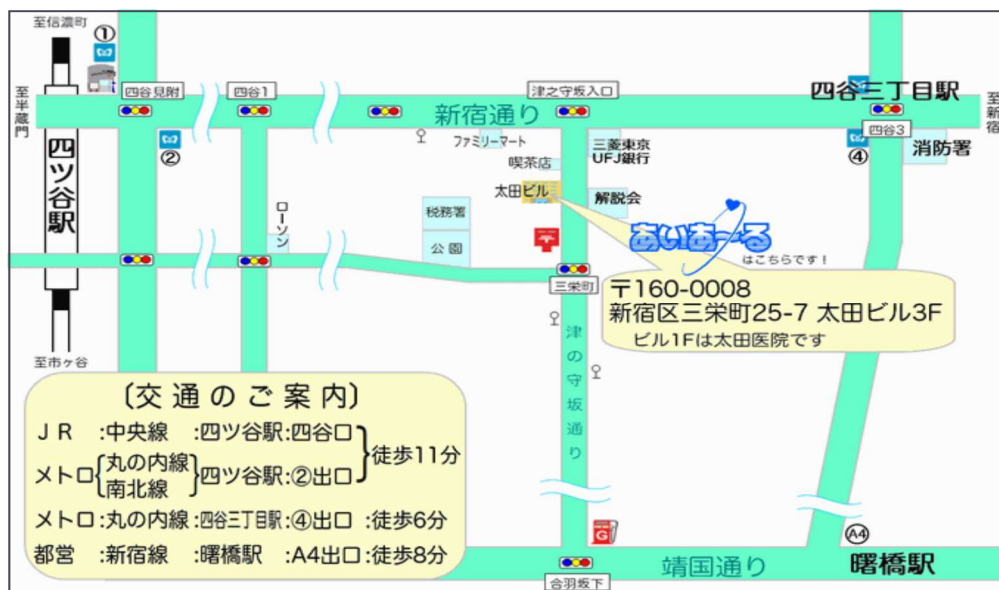 至信濃町
①
四谷見附
四谷1
津之守坂入口
四谷三丁目駅
至半蔵門
新宿通り
至新宿
四谷3
②
ファミリーマート
三菱東京
UFJ銀行
④
消防署
喫茶店
四ツ谷駅
太田ビル
解説会
税務署
ローソン
公園
あいあ〜る
はこちらです!
三栄町
〒160-0008
新宿区三栄町25-7 太田ビル3F
ビル1Fは太田医院です
至市ヶ谷
津の守坂通り
〔交通のご案内〕
JR :中央線 :四ツ谷駅:四谷口
徒歩11分
メトロ{丸の内線
南北線}四ツ谷駅:②出口
メトロ:丸の内線:四谷三丁目駅:④出口 :徒歩6分
都営 :新宿線 :曙橋駅 :A4出口:徒歩8分
G
A4
靖国通り
曙橋駅
合羽坂下